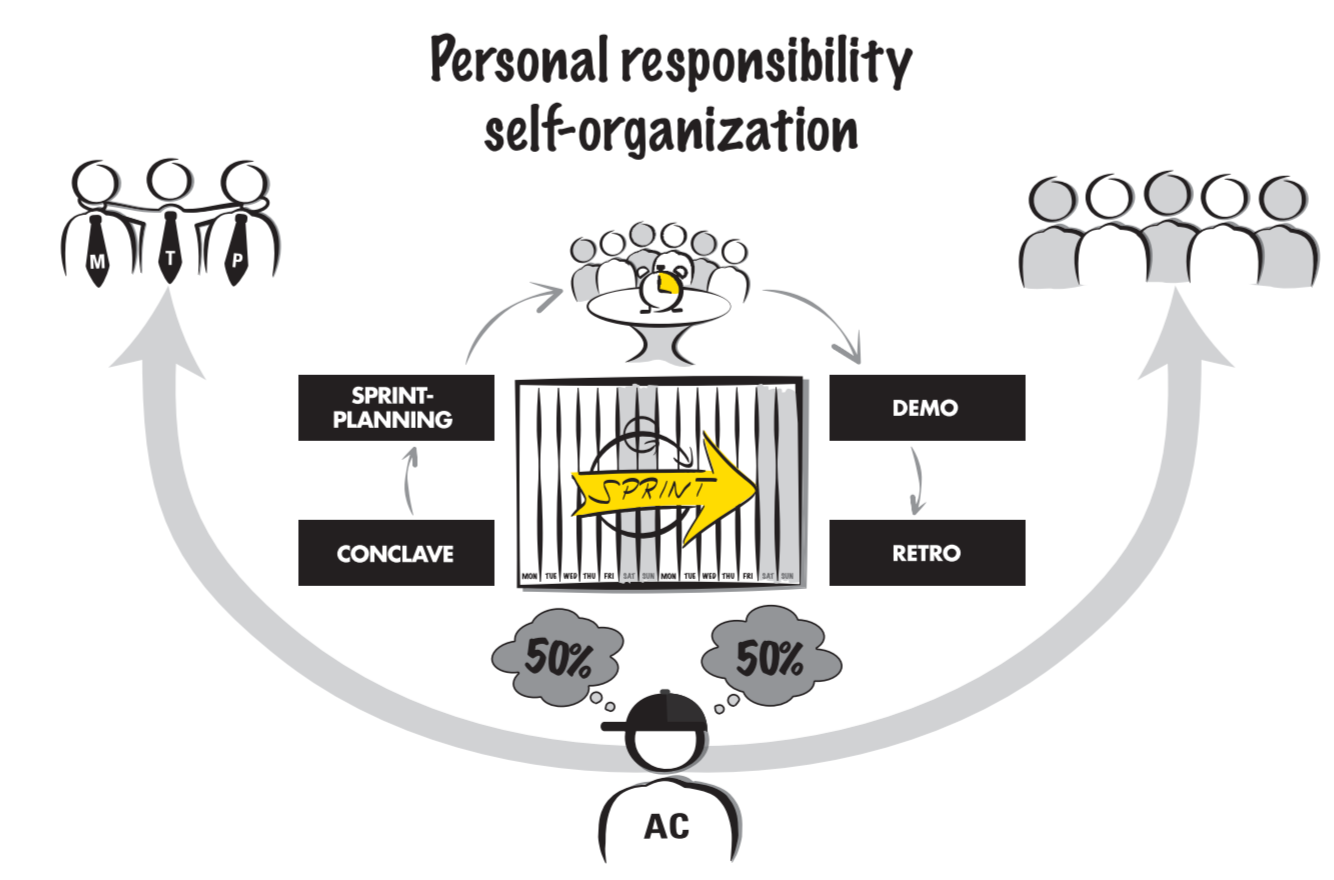 Personal responsibility
self-organization
M T P
SPRINT-
PLANNING
DEMO
SPRINT
CONCLAVE
RETRO
MON TUE WED THU FRI SAT SUN MON TUE WED THU FRI SAT SUN
50% 50%
AC